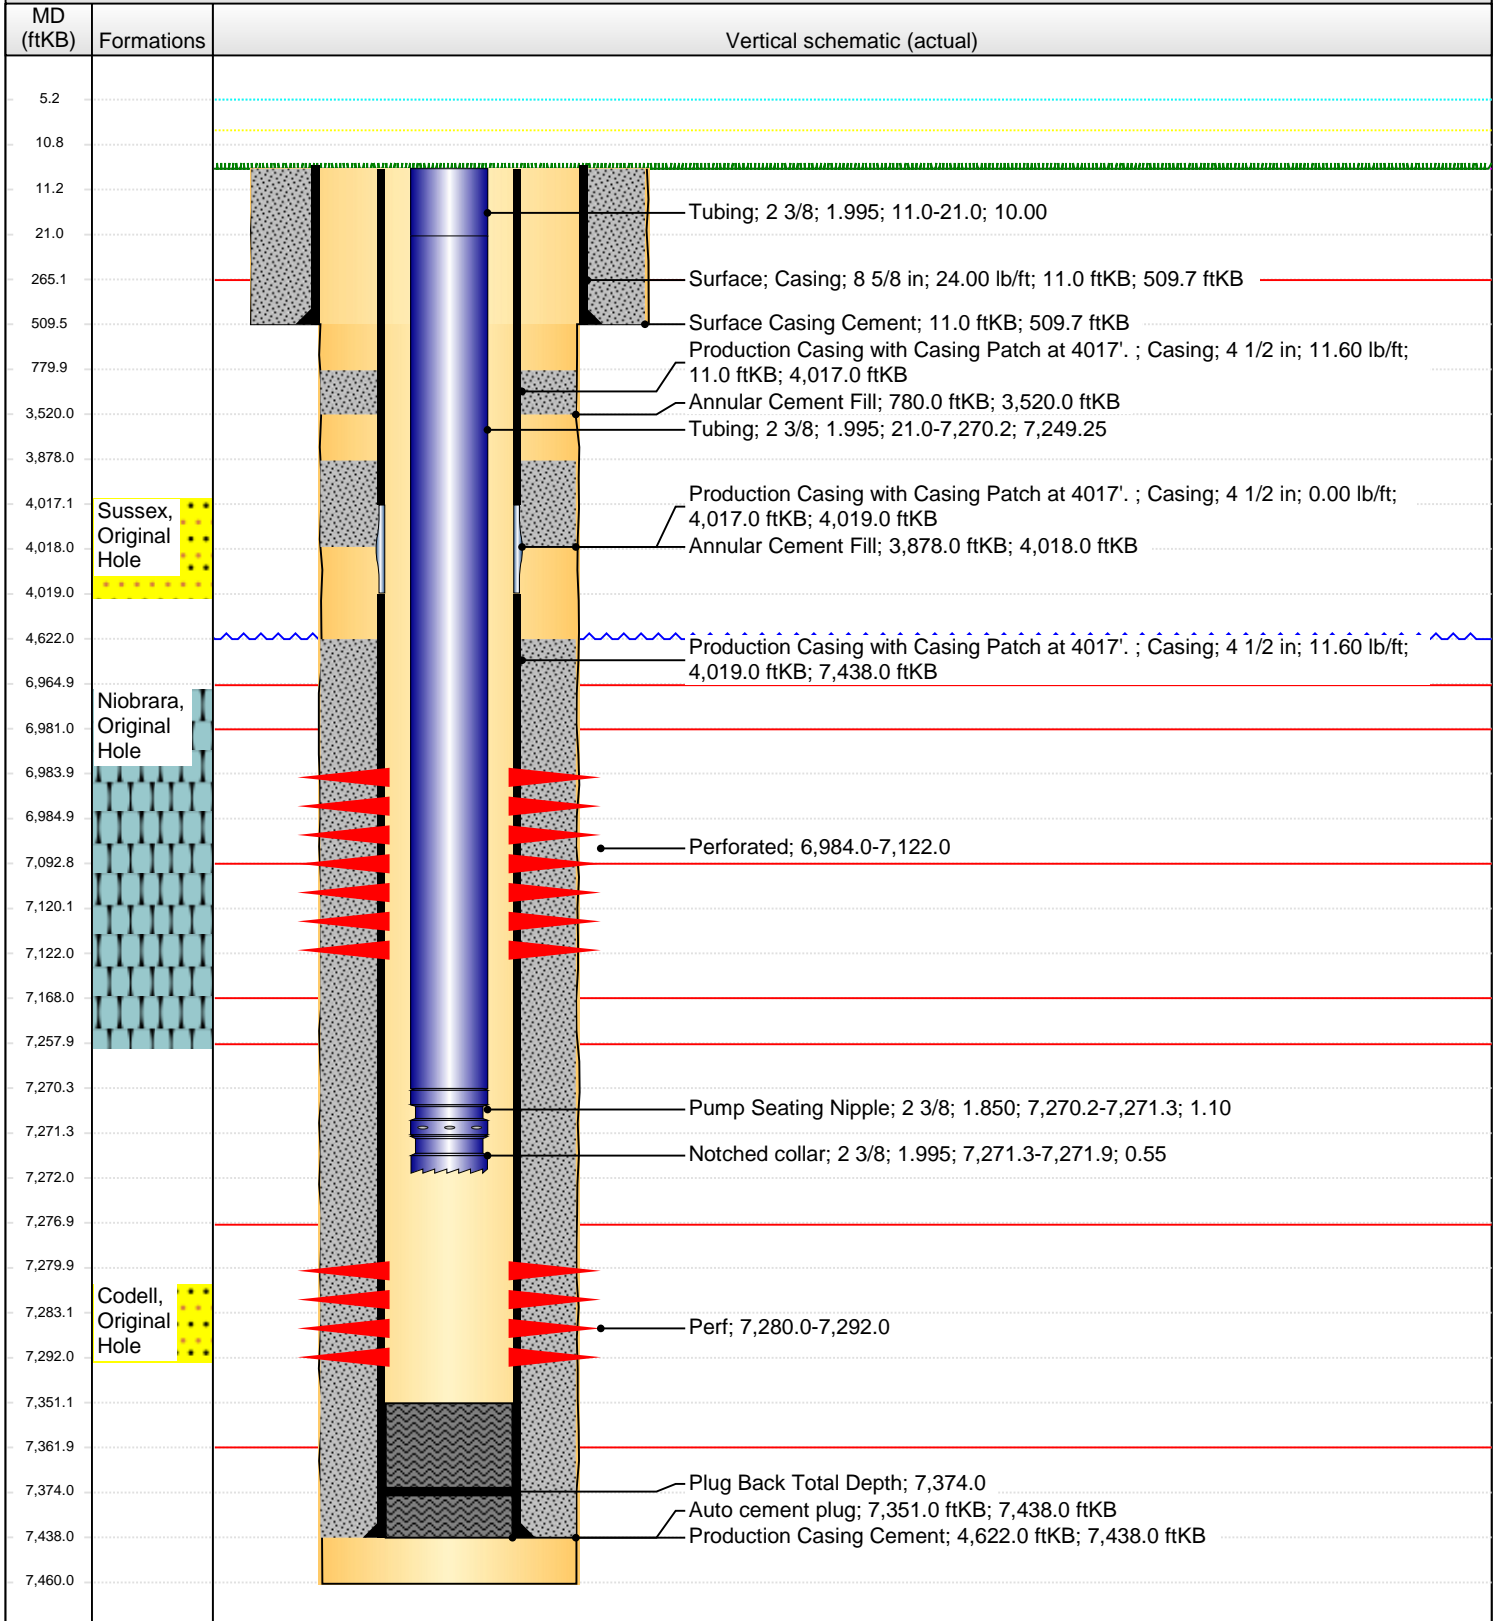 MD
(ftKB)
Formations
Vertical schematic (actual)
5.2
10.8
11.2
Tubing; 2 3/8; 1.995; 11.0-21.0; 10.00
21.0
265.1
Surface; Casing; 8 5/8 in; 24.00 lb/ft; 11.0 ftKB; 509.7 ftKB
509.5
Surface Casing Cement; 11.0 ftKB; 509.7 ftKB
Production Casing with Casing Patch at 4017'. ; Casing; 4 1/2 in; 11.60 lb/ft;
11.0 ftKB; 4,017.0 ftKB
779.9
Annular Cement Fill; 780.0 ftKB; 3,520.0 ftKB
3,520.0
Tubing; 2 3/8; 1.995; 21.0-7,270.2; 7,249.25
3,878.0
Production Casing with Casing Patch at 4017'. ; Casing; 4 1/2 in; 0.00 lb/ft;
4,017.0 ftKB; 4,019.0 ftKB
4,017.1
Sussex,
Original
Hole
4,018.0
Annular Cement Fill; 3,878.0 ftKB; 4,018.0 ftKB
4,019.0
4,622.0
Production Casing with Casing Patch at 4017'. ; Casing; 4 1/2 in; 11.60 lb/ft;
4,019.0 ftKB; 7,438.0 ftKB
6,964.9
Niobrara,
Original
Hole
6,981.0
6,983.9
6,984.9
Perforated; 6,984.0-7,122.0
7,092.8
7,120.1
7,122.0
7,168.0
7,257.9
7,270.3
Pump Seating Nipple; 2 3/8; 1.850; 7,270.2-7,271.3; 1.10
7,271.3
Notched collar; 2 3/8; 1.995; 7,271.3-7,271.9; 0.55
7,272.0
7,276.9
7,279.9
Codell,
Original
Hole
7,283.1
Perf; 7,280.0-7,292.0
7,292.0
7,351.1
7,361.9
Plug Back Total Depth; 7,374.0
7,374.0
Auto cement plug; 7,351.0 ftKB; 7,438.0 ftKB
Production Casing Cement; 4,622.0 ftKB; 7,438.0 ftKB
7,438.0
7,460.0